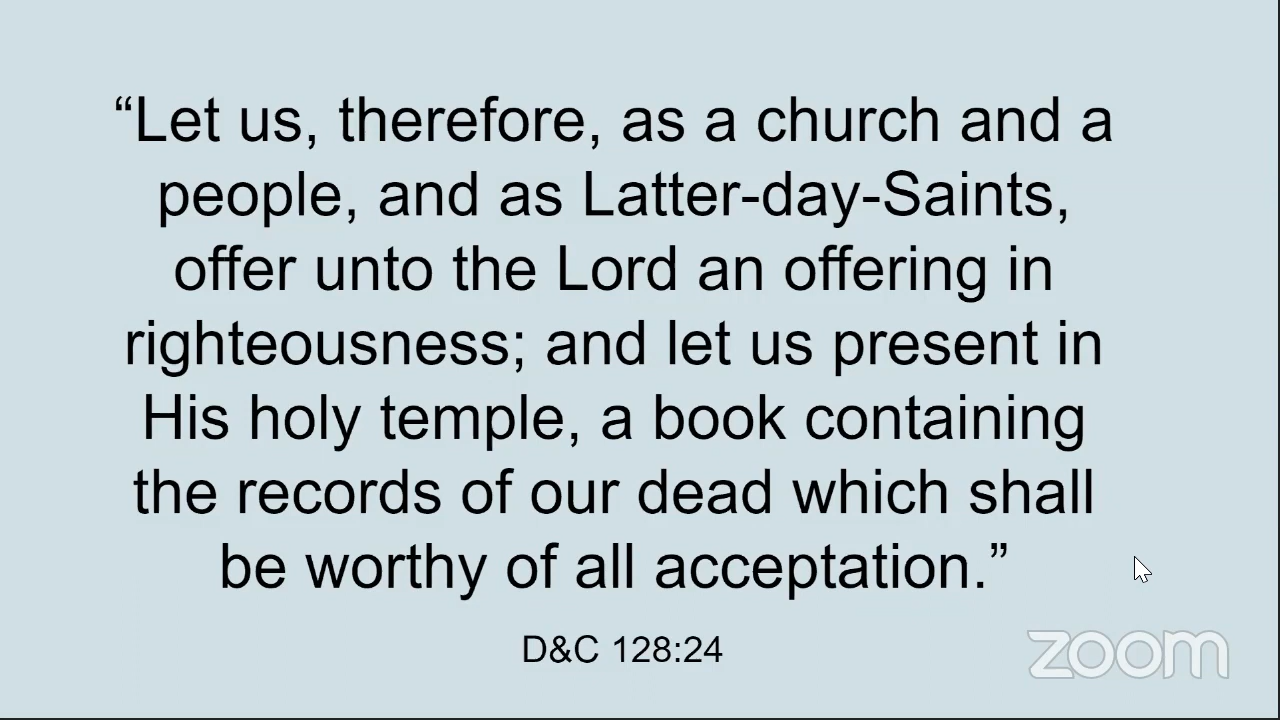 “Let us, therefore, as a church and a
people, and as Latter-day-Saints,
offer unto the Lord an offering in
righteousness; and let us present in
His holy temple, a book containing
the records of our dead which shall
be worthy of all acceptation.”
D&C 128:24
zoom